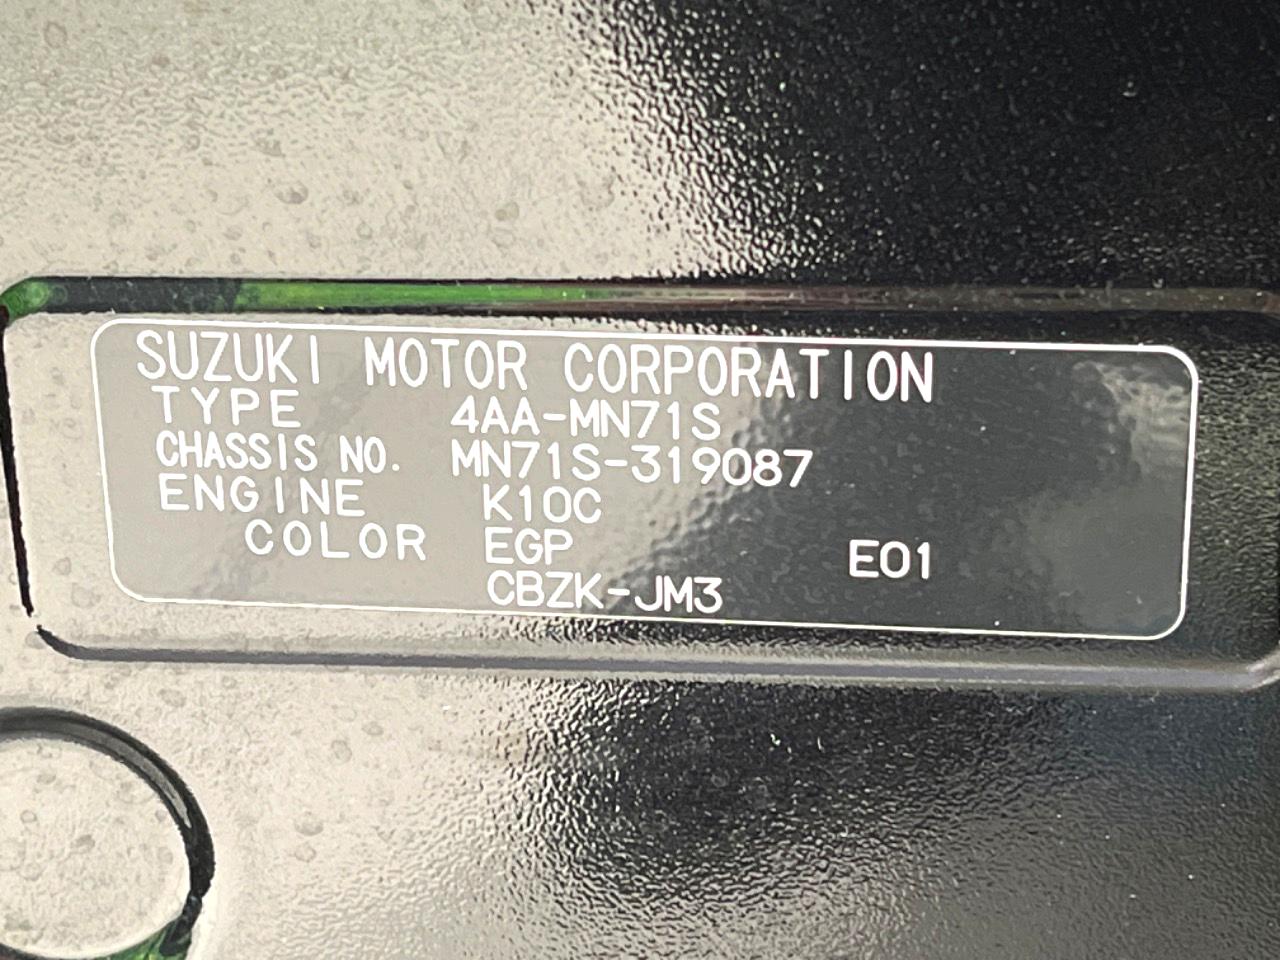 SUZUKI MOTOR CORPORATION
TYPE 4AA-MN71S
CHASSIS NO. MN71S-319087
ENGINE K10C
COLOR EGP E01
CBZK-JM3